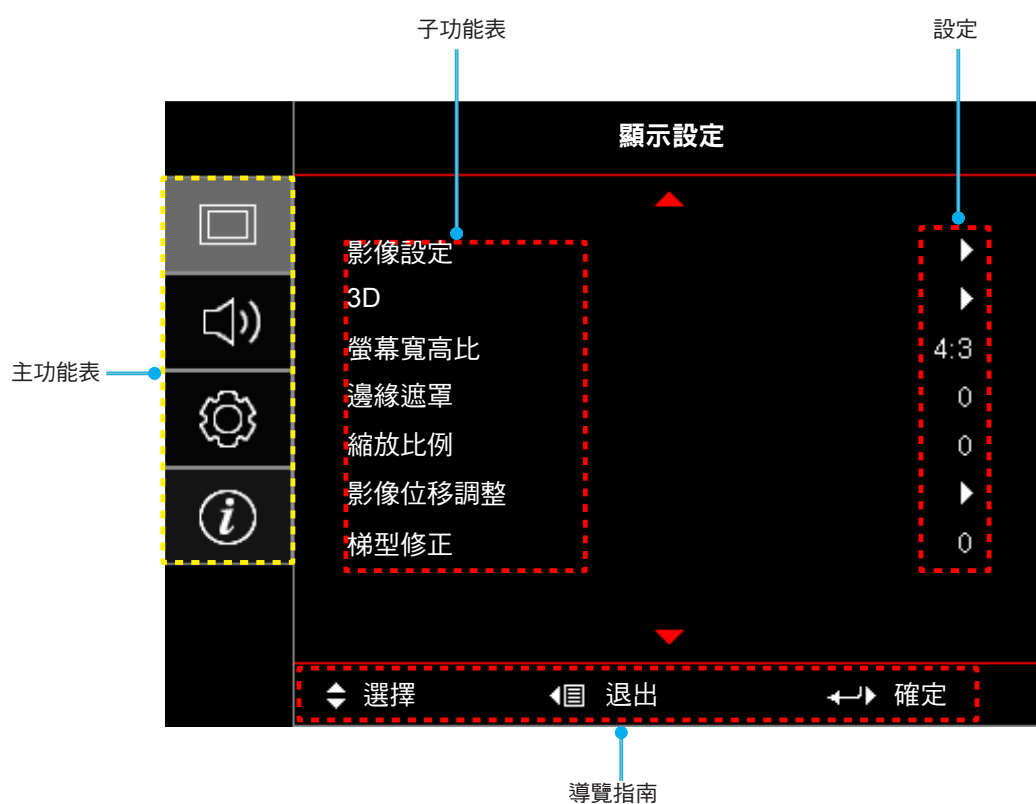 子功能表
設定
顯示設定
主功能表
影像設定
3D
螢幕寬高比 4:3
邊緣遮罩 0
縮放比例 0
影像位移調整
梯型修正 0
選擇 退出 確定
導覽指南